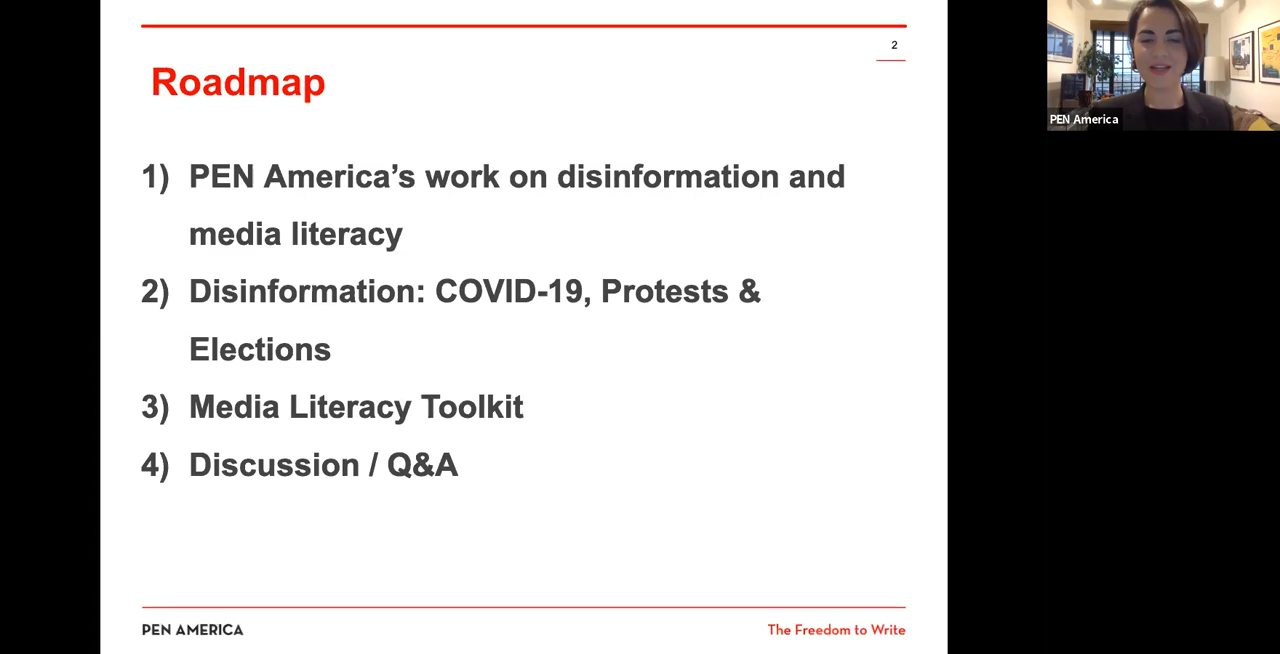 2
Roadmap
1) PEN America’s work on disinformation and
media literacy
2) Disinformation: COVID-19, Protests &
Elections
3) Media Literacy Toolkit
4) Discussion / Q&A
PEN AMERICA
The Freedom to Write
PEN America